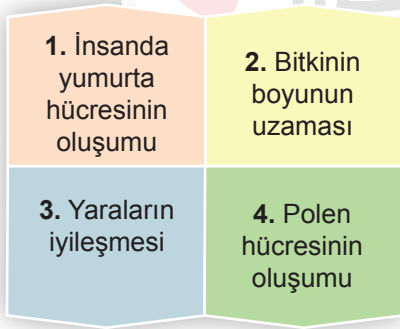 1. İnsanda
yumurta
hücresinin
oluşumu
2. Bitkinin
boyunun
uzaması
3. Yaraların
iyileşmesi
4. Polen
hücresinin
oluşumu